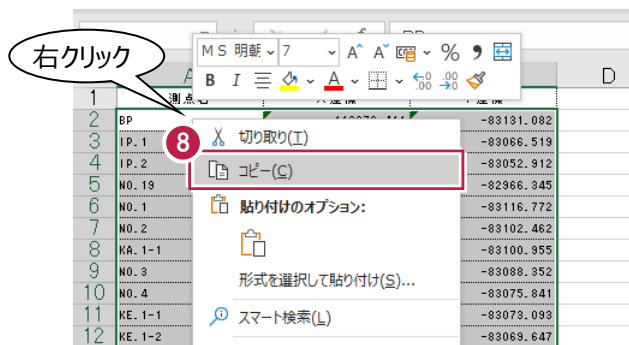 右クリック
MS 明朝 7 A^ A˅ %
B I A
D
1 測点名
2 BP -83131.082
3 IP.1 -83066.519
4 IP.2 -83052.912
5 NO.19 -82966.345
6 NO.1 -83116.772
7 NO.2 -83102.462
8 KA.1-1 -83100.955
9 NO.3 -83088.352
10 NO.4 -83075.841
11 KE.1-1 -83073.093
12 KE.1-2 -83069.647
8
切り取り(T)
コピー(C)
貼り付けのオプション:
形式を選択して貼り付け(S)...
スマート検索(L)